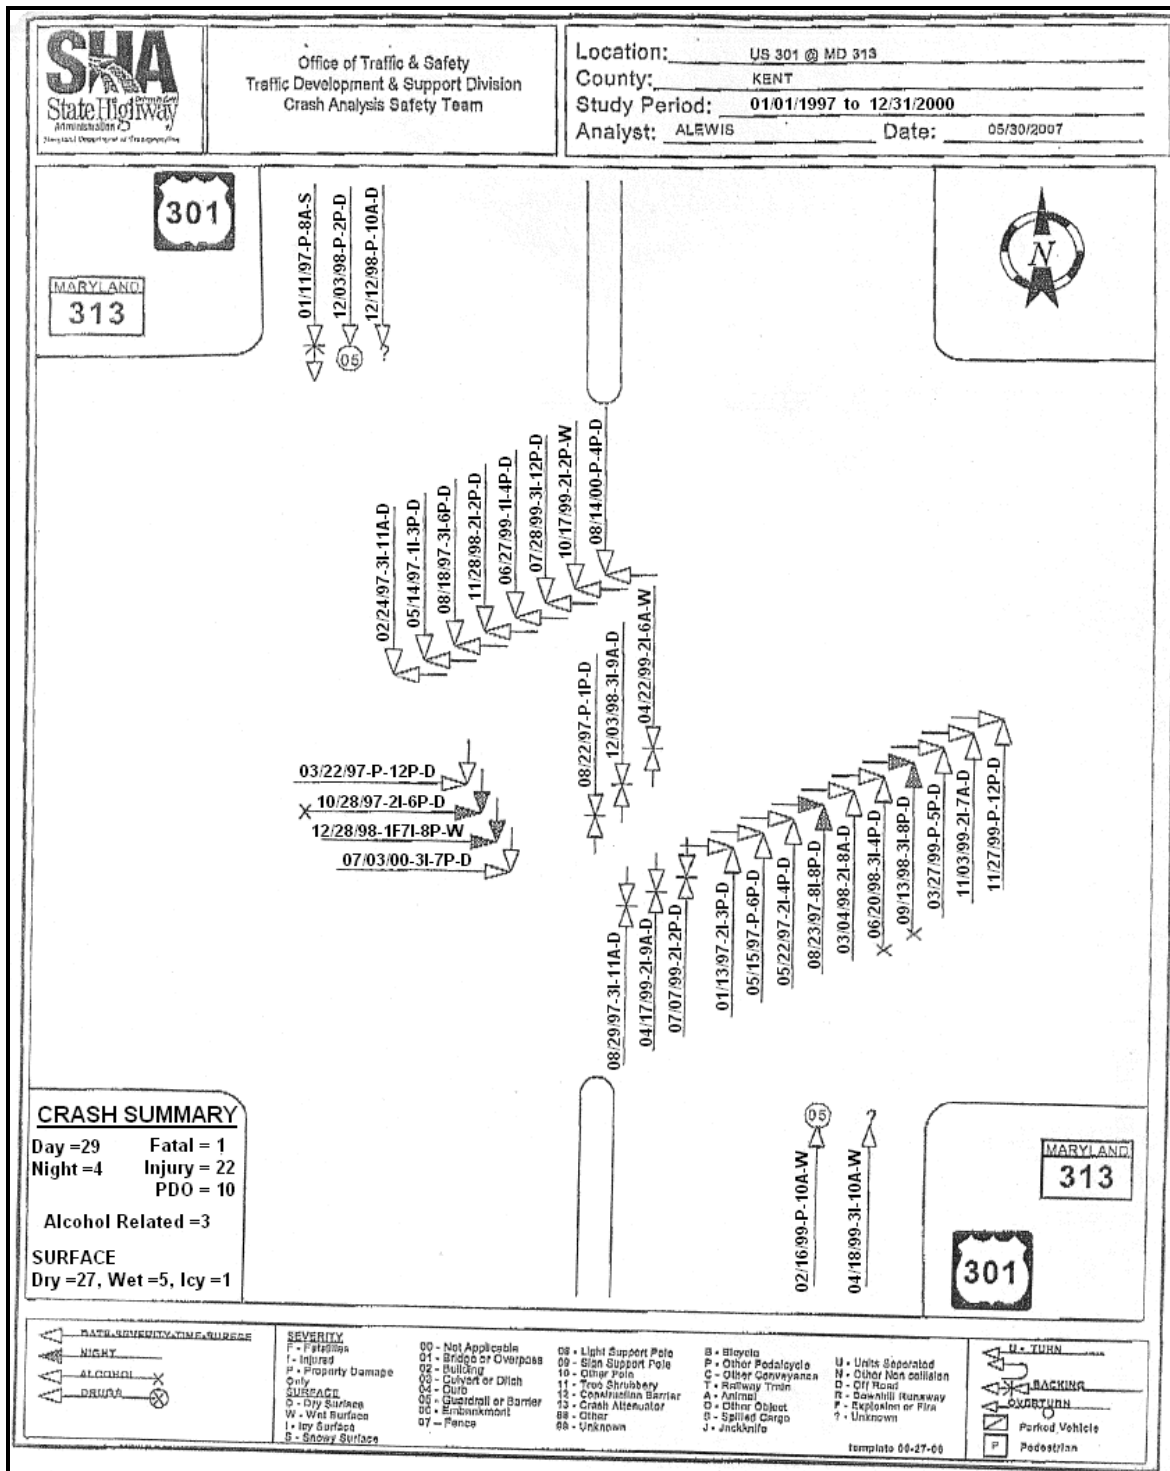 SHA
State Highway
Administration
Maryland Department of Transportation
Office of Traffic & Safety
Traffic Development & Support Division
Crash Analysis Safety Team
Location: US 301 @ MD 313
County: KENT
Study Period: 01/01/1997 to 12/31/2000
Analyst: ALEWIS Date: 05/30/2007
301
MARYLAND
313
N
01/11/97-P-8A-S
12/03/98-P-2P-D
12/12/98-P-10A-D
05
?
02/24/97-3I-11A-D
05/14/97-1I-3P-D
08/18/97-3I-6P-D
11/28/98-2I-2P-D
06/27/99-1I-4P-D
07/28/99-3I-12P-D
10/17/99-2I-2P-W
08/14/00-P-4P-D
08/22/97-P-1P-D
12/03/98-3I-9A-D
04/22/99-2I-6A-W
03/22/97-P-12P-D
10/28/97-2I-6P-D
12/28/98-1F7I-8P-W
07/03/00-3I-7P-D
08/29/97-3I-11A-D
04/17/99-2I-9A-D
07/07/99-2I-2P-D
01/13/97-2I-3P-D
05/15/97-P-6P-D
05/22/97-2I-4P-D
08/23/97-8I-8P-D
03/04/98-2I-8A-D
06/20/98-3I-4P-D
09/13/98-3I-8P-D
03/27/99-P-5P-D
11/03/99-2I-7A-D
11/27/99-P-12P-D
05
?
02/16/99-P-10A-W
04/18/99-3I-10A-W
MARYLAND
313
301
CRASH SUMMARY
Day =29 Fatal = 1
Night =4 Injury = 22
PDO = 10
Alcohol Related =3
SURFACE
Dry =27, Wet =5, Icy =1
DATE-SEVERITY-TIME-SURFCE
NIGHT
ALCOHOL
DRUGS
SEVERITY
F - Fatalities
I - Injured
P - Property Damage
Only
SURFACE
D - Dry Surface
W - Wet Surface
I - Icy Surface
S - Snowy Surface
00 - Not Applicable
01 - Bridge or Overpass
02 - Building
03 - Culvert or Ditch
04 - Curb
05 - Guardrail or Barrier
06 - Embankment
07 - Fence
08 - Light Support Pole
09 - Sign Support Pole
10 - Other Pole
11 - Tree Shrubbery
12 - Construction Barrier
13 - Crash Attenuator
88 - Other
99 - Unknown
B - Bicycle
P - Other Pedalcycle
C - Other Conveyance
T - Railway Train
A - Animal
O - Other Object
S - Spilled Cargo
J - Jackknife
U - Units Separated
N - Other Non collision
O - Off Road
R - Downhill Runaway
F - Explosion or Fire
? - Unknown
template 06-27-06
U - TURN
BACKING
OVERTURN
Parked Vehicle
P Pedestrian